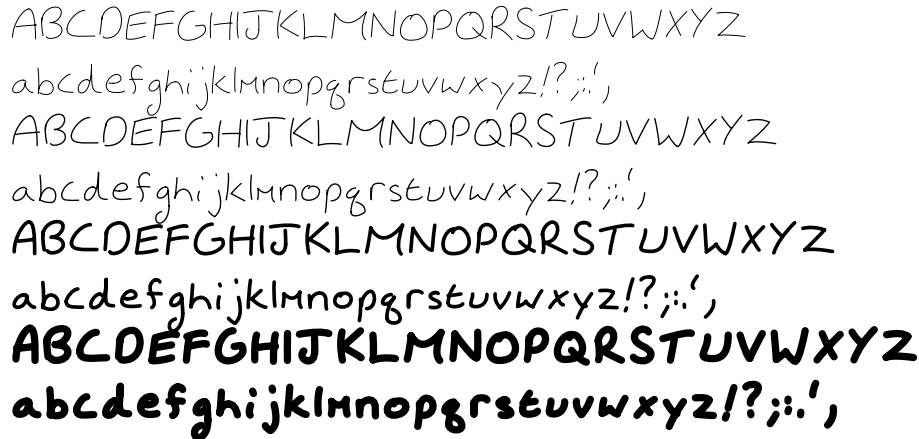 ABCDEFGHIJKLMNOPQRSTUVWXYZ
abcdefghijklmnopqrstuvwxyz!?;:.‘,
ABCDEFGHIJKLMNOPQRSTUVWXYZ
abcdefghijklmnopqrstuvwxyz!?;:.‘,
ABCDEFGHIJKLMNOPQRSTUVWXYZ
abcdefghijklmnopqrstuvwxyz!?;:.‘,
ABCDEFGHIJKLMNOPQRSTUVWXYZ
abcdefghijklmnopqrstuvwxyz!?;:.',